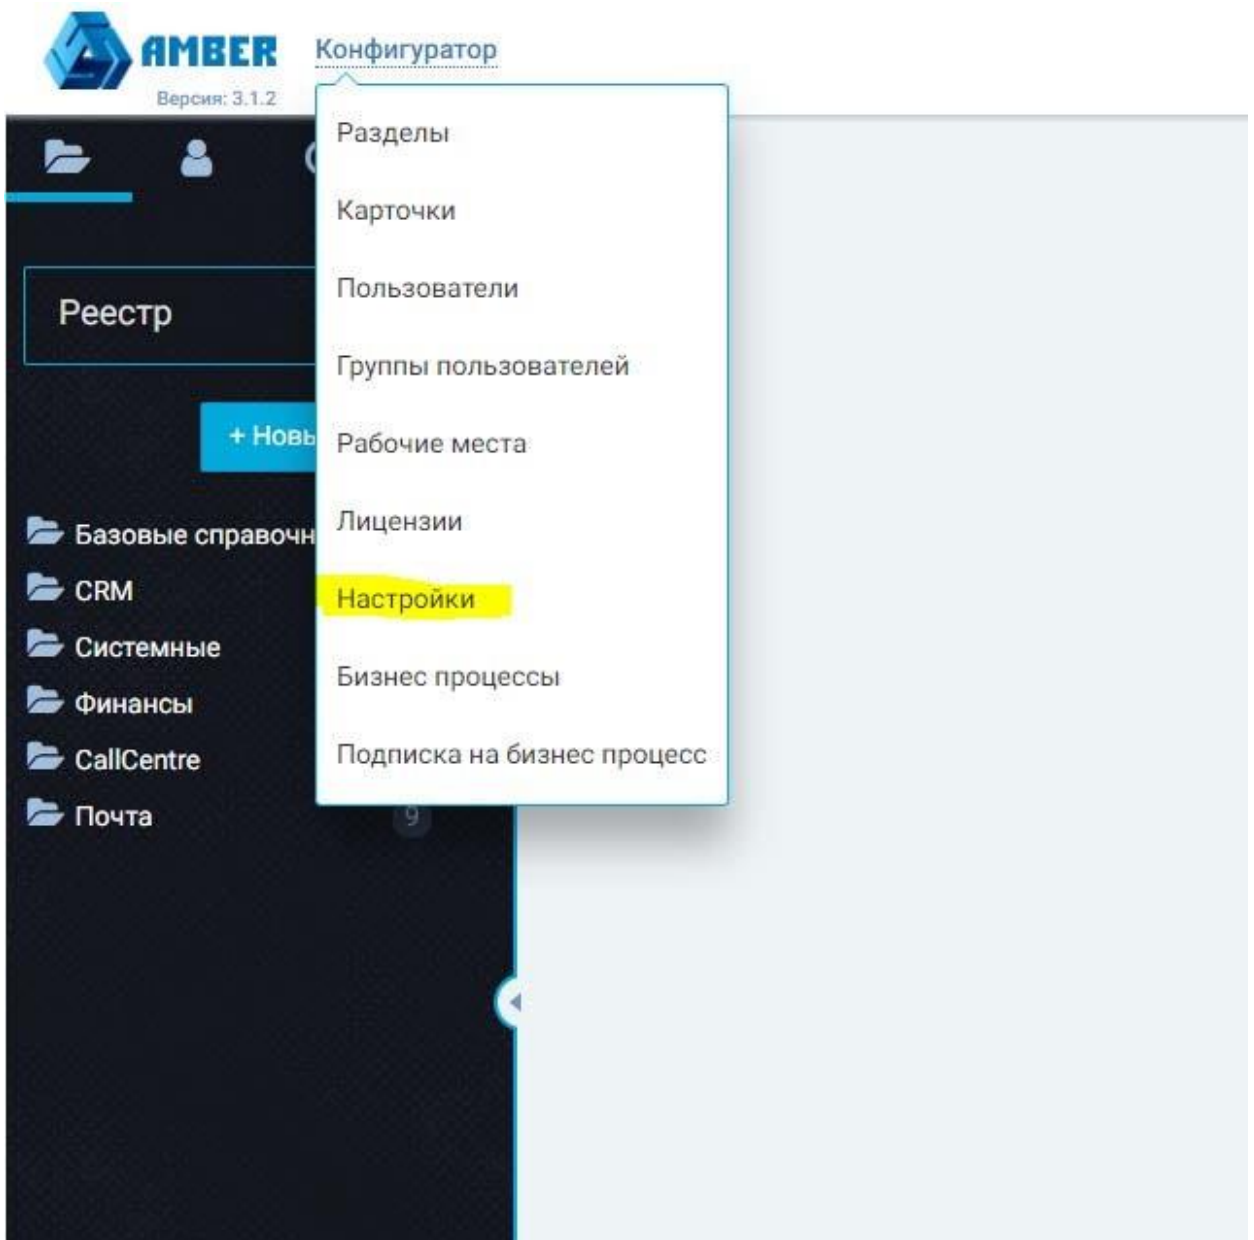 AMBER
Конфигуратор
Версия: 3.1.2
Разделы
Карточки
Пользователи
Группы пользователей
Рабочие места
Лицензии
Настройки
Бизнес процессы
Подписка на бизнес процесс
Реестр
+ Новы
Базовые справочн
CRM
Системные
Финансы
CallCentre
Почта
9